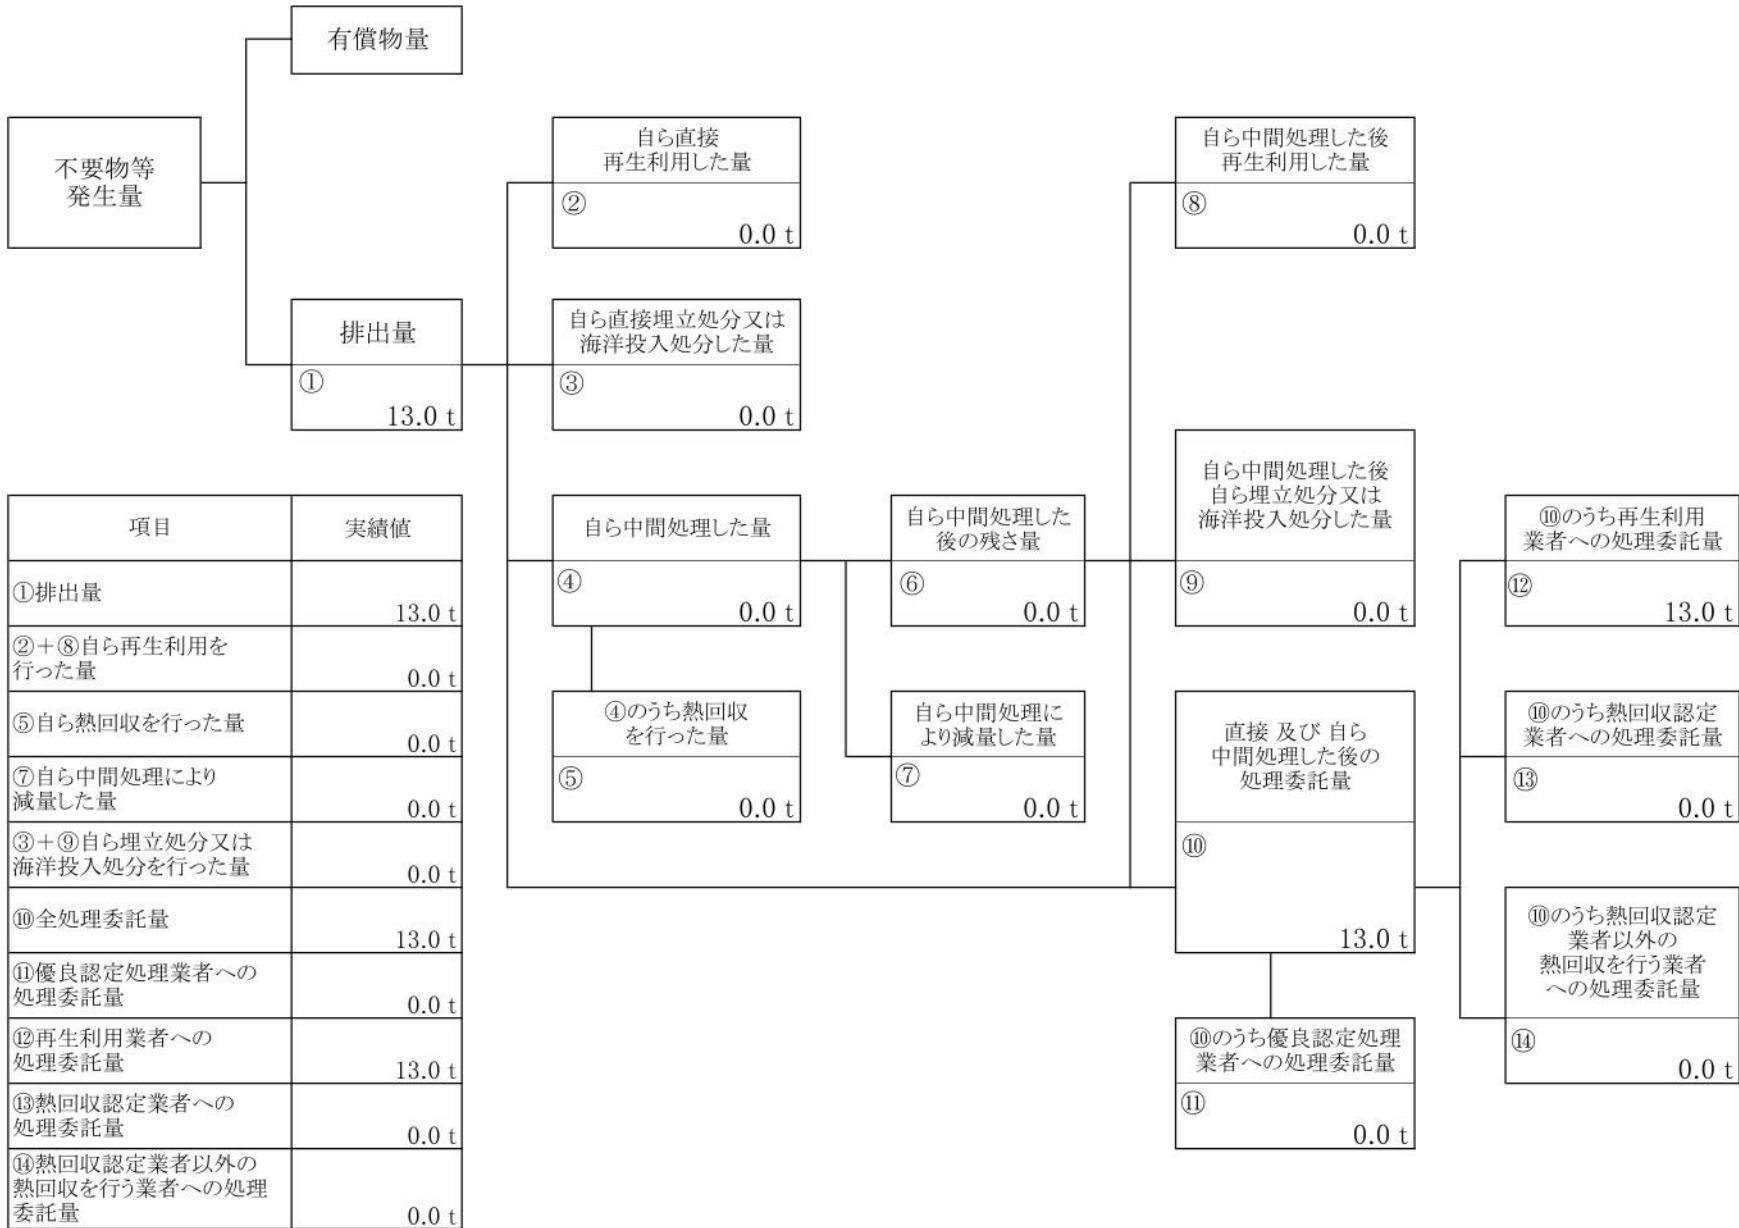 有償物量
不要物等
発生量
自ら直接
再生利用した量
②
0.0 t
自ら中間処理した後
再生利用した量
⑧
0.0 t
排出量
①
13.0 t
自ら直接埋立処分又は
海洋投入処分した量
③
0.0 t
自ら中間処理した量
④
0.0 t
自ら中間処理した
後の残さ量
⑥
0.0 t
自ら中間処理した後
自ら埋立処分又は
海洋投入処分した量
⑨
0.0 t
⑩のうち再生利用
業者への処理委託量
⑫
13.0 t
④のうち熱回収
を行った量
⑤
0.0 t
自ら中間処理に
より減量した量
⑦
0.0 t
直接 及び 自ら
中間処理した後の
処理委託量
⑩
13.0 t
⑩のうち熱回収認定
業者への処理委託量
⑬
0.0 t
⑩のうち熱回収認定
業者以外の
熱回収を行う業者
への処理委託量
⑭
0.0 t
⑩のうち優良認定処理
業者への処理委託量
⑪
0.0 t
項目 実績値
①排出量
13.0 t
②+⑧自ら再生利用を
行った量
0.0 t
⑤自ら熱回収を行った量
0.0 t
⑦自ら中間処理により
減量した量
0.0 t
③+⑨自ら埋立処分又は
海洋投入処分を行った量
0.0 t
⑩全処理委託量
13.0 t
⑪優良認定処理業者への
処理委託量
0.0 t
⑫再生利用業者への
処理委託量
13.0 t
⑬熱回収認定業者への
処理委託量
0.0 t
⑭熱回収認定業者以外の
熱回収を行う業者への処理
委託量
0.0 t